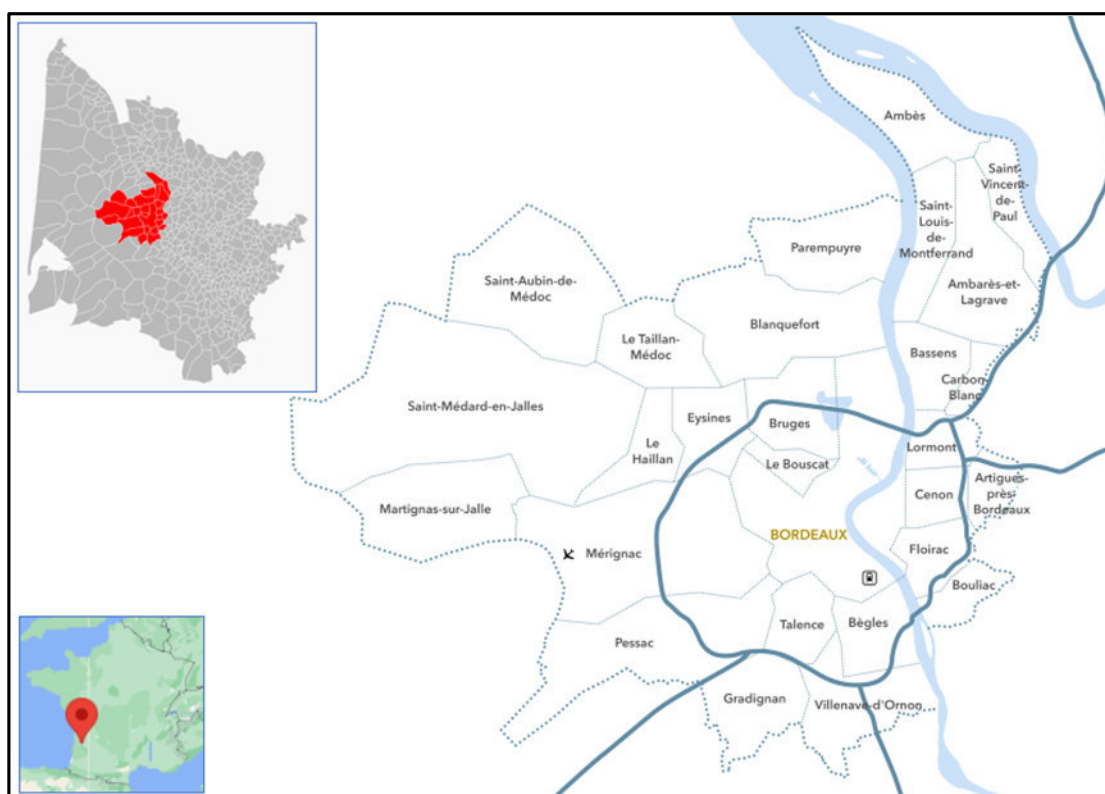 Ambès
Saint-
Vincent-
de-
Paul
Saint-
Louis-
de-
Montferrand
Parempuyre
Saint-Aubin-de-
Médoc
Ambarès-et-
Lagrave
Blanquefort
Le Taillan-
Médoc
Bassens
Carbon-
Blanc
Saint-Médard-en-Jalles
Eysines
Bruges
Le
Haillan
Lormont
Le Bouscat
Artigues-
près-
Bordeaux
Cenon
Martignas-sur-Jalle
BORDEAUX
Mérignac
Floirac
Bouliac
Talence
Bègles
Pessac
Gradignan
Villenave-d'Ornon